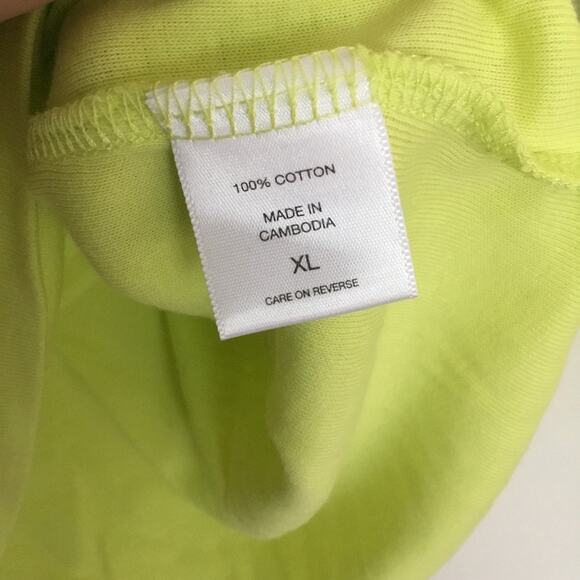 100% COTTON
MADE IN
CAMBODIA
XL
CARE ON REVERSE